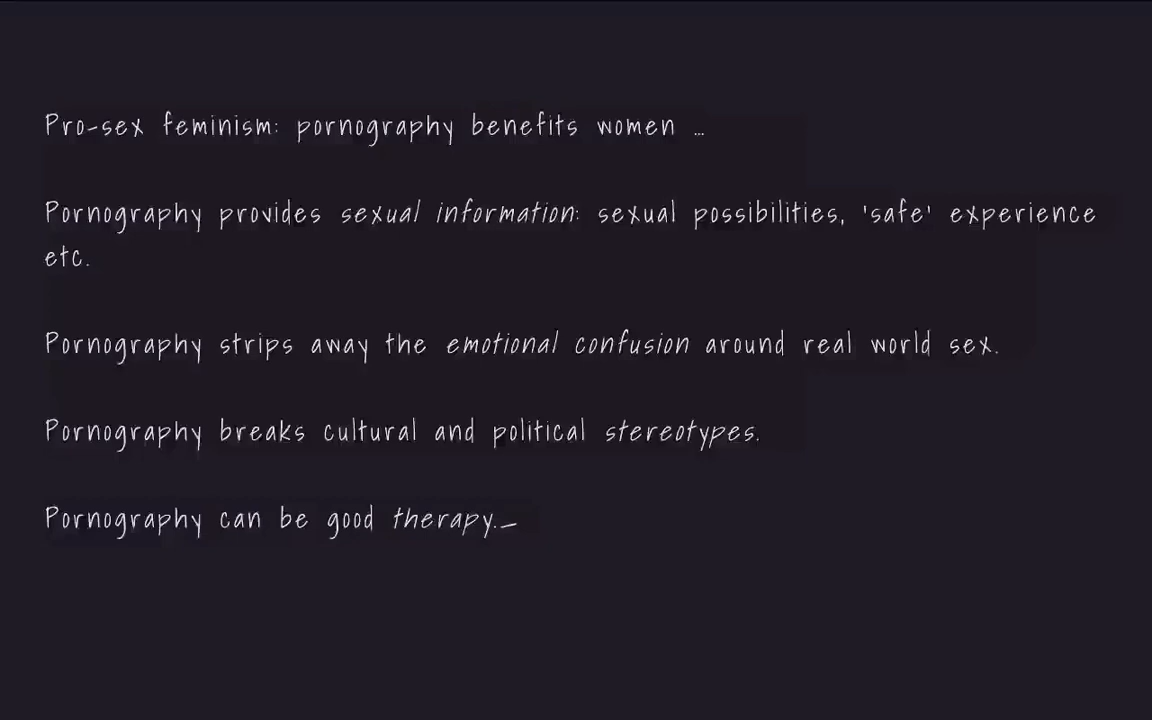 Pro-sex feminism: pornography benefits women ...
Pornography provides sexual information: sexual possibilities, 'safe' experience
etc.
Pornography strips away the emotional confusion around real world sex.
Pornography breaks cultural and political stereotypes.
Pornography can be good therapy._